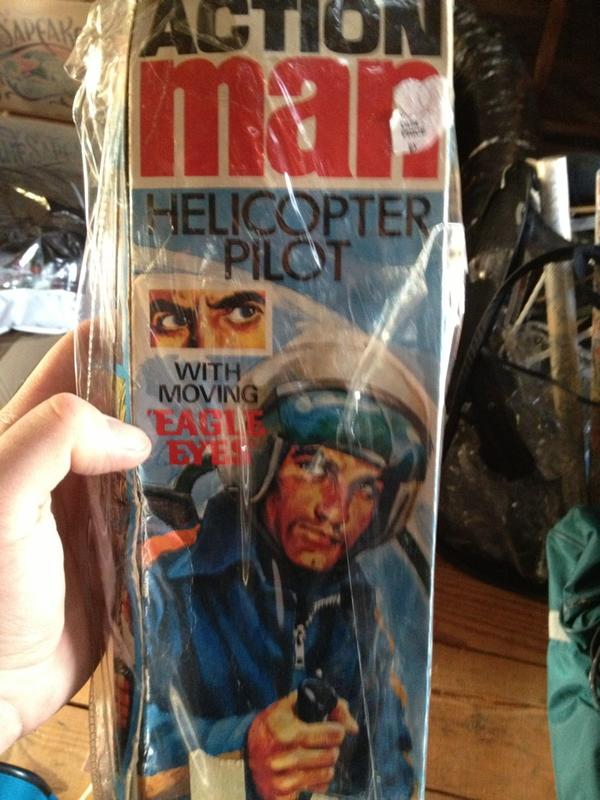 ACTION
man
HELICOPTER
PILOT
WITH
MOVING
'EAGLE
EYES'